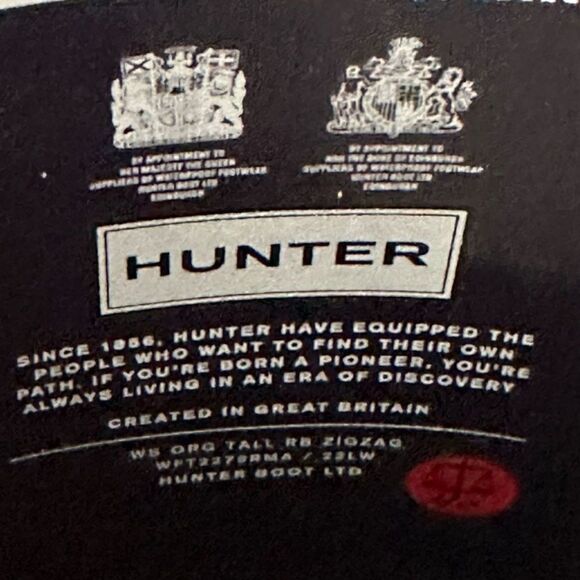 BY APPOINTMENT TO
HER MAJESTY THE QUEEN
SUPPLIERS OF WATERPROOF FOOTWEAR
HUNTER BOOT LTD
EDINBURGH
BY APPOINTMENT TO
HRH THE DUKE OF EDINBURGH
SUPPLIERS OF WATERPROOF FOOTWEAR
HUNTER BOOT LTD
EDINBURGH
HUNTER
SINCE 1856, HUNTER HAVE EQUIPPED THE
PEOPLE WHO WANT TO FIND THEIR OWN
PATH. IF YOU'RE BORN A PIONEER, YOU'RE
ALWAYS LIVING IN AN ERA OF DISCOVERY
CREATED IN GREAT BRITAIN
WS ORG TALL RB ZIGZAG
WFT2279RMA / 22LW
HUNTER BOOT LTD